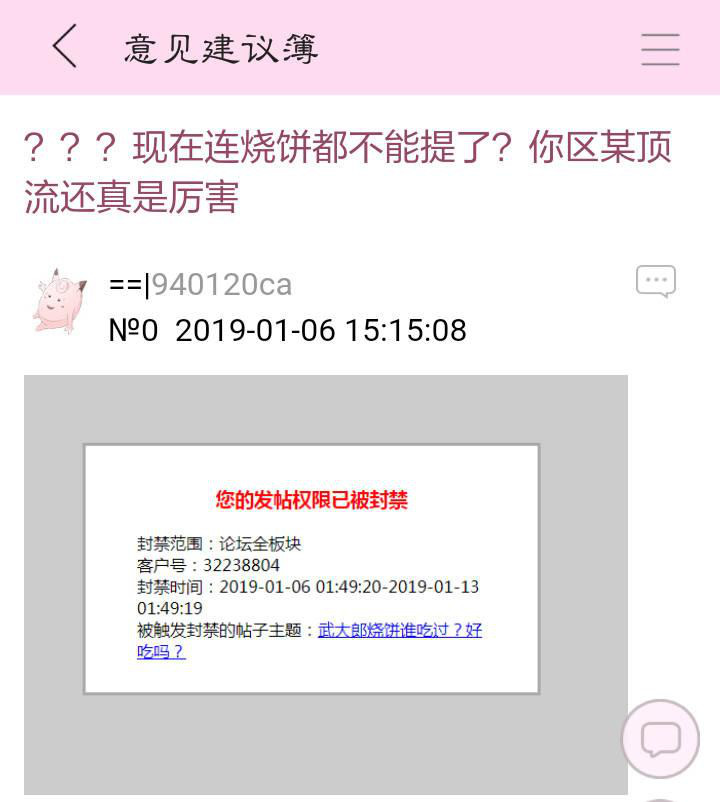 意见建议簿
？？？现在连烧饼都不能提了？你区某顶
流还真是厉害
==|940120ca
№0 2019-01-06 15:15:08
您的发帖权限已被封禁
封禁范围：论坛全板块
客户号：32238804
封禁时间：2019-01-06 01:49:20-2019-01-13
01:49:19
被触发封禁的帖子主题：武大郎烧饼谁吃过？好
吃吗？